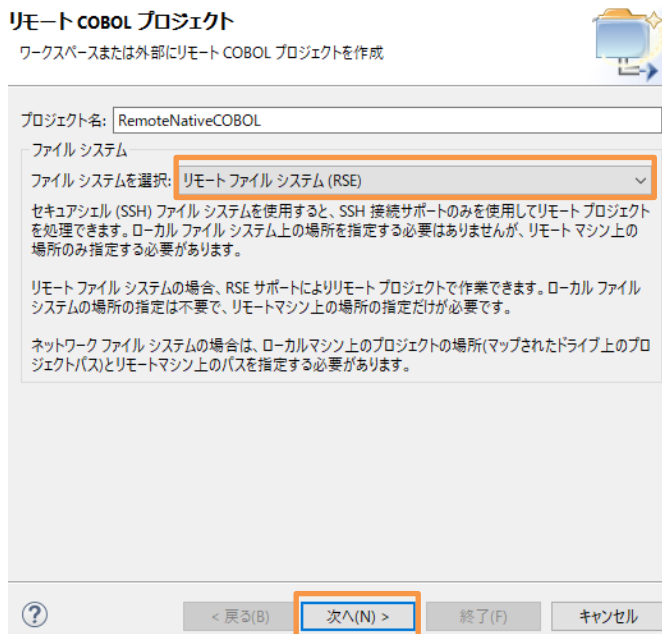 リモート COBOL プロジェクト
ワークスペースまたは外部にリモート COBOL プロジェクトを作成
プロジェクト名: RemoteNativeCOBOL
ファイル システム
ファイル システムを選択: リモート ファイル システム (RSE)
セキュアシェル (SSH) ファイル システムを使用すると、SSH 接続サポートのみを使用してリモート プロジェクト
を処理できます。ローカル ファイル システム上の場所を指定する必要はありませんが、リモート マシン上の
場所のみ指定する必要があります。
リモート ファイル システムの場合、RSE サポートによりリモート プロジェクトで作業できます。ローカル ファイル
システムの場所の指定は不要で、リモートマシン上の場所の指定だけが必要です。
ネットワーク ファイル システムの場合は、ローカルマシン上のプロジェクトの場所(マップされたドライブ上のプロ
ジェクトパス)とリモートマシン上のパスを指定する必要があります。
? < 戻る(B) 次へ(N) > 終了(F) キャンセル